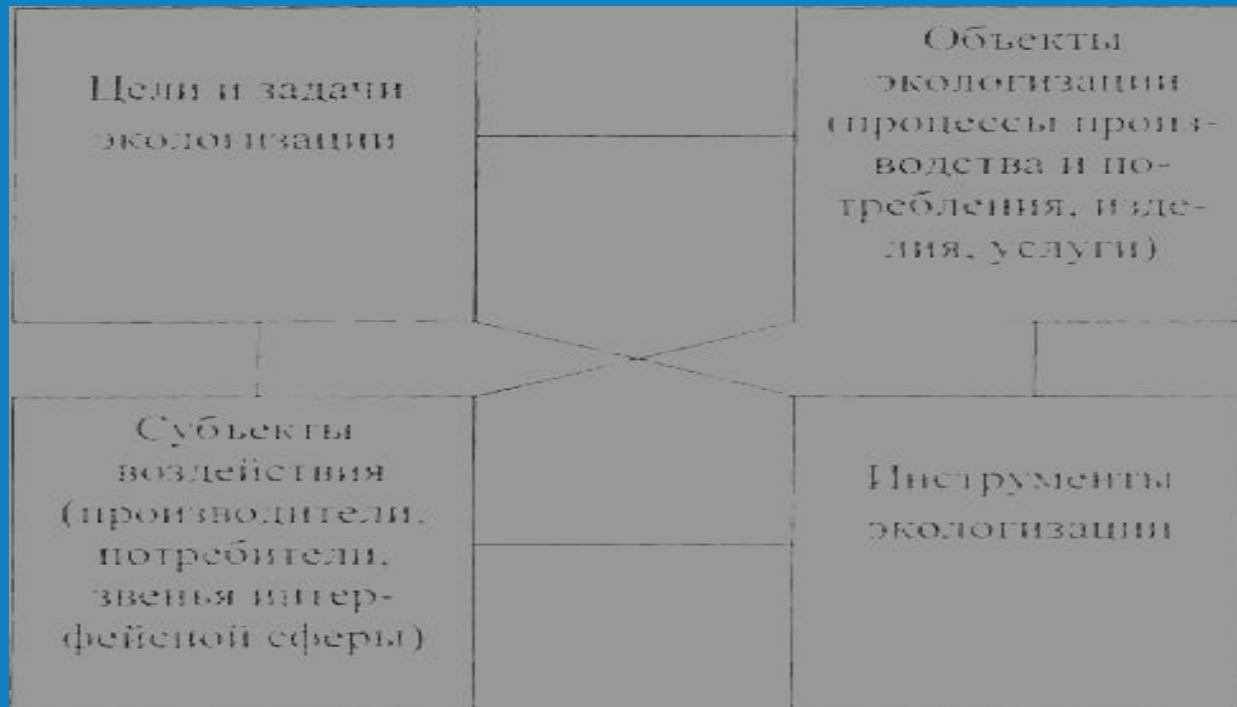 Цели и задачи
экологизации
Объекты
экологизации
(процессы произ-
водства и по-
требления, изде-
лия, услуги)
Субъекты
воздействия
(производители,
потребители,
звенья интер-
фейсной сферы)
Инструменты
экологизации